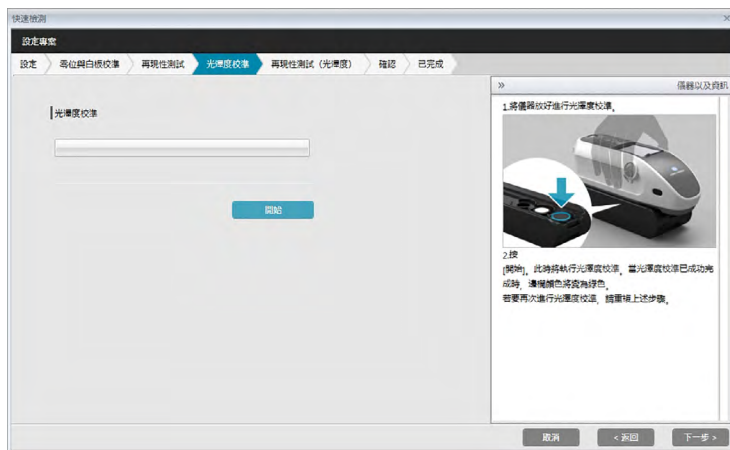 快速檢測
設定專案
設定
零位與白板校準
再現性測試
光澤度校準
再現性測試（光澤度）
確認
已完成
光澤度校準
開始
»
儀器以及資訊
1.將儀器放好進行光澤度校準。
2.按
[開始]。此時將執行光澤度校準。當光澤度校準已成功完
成時，邊欄顏色將變為綠色。
若要再次進行光澤度校準，請重複上述步驟。
取消
< 返回
下一步 >